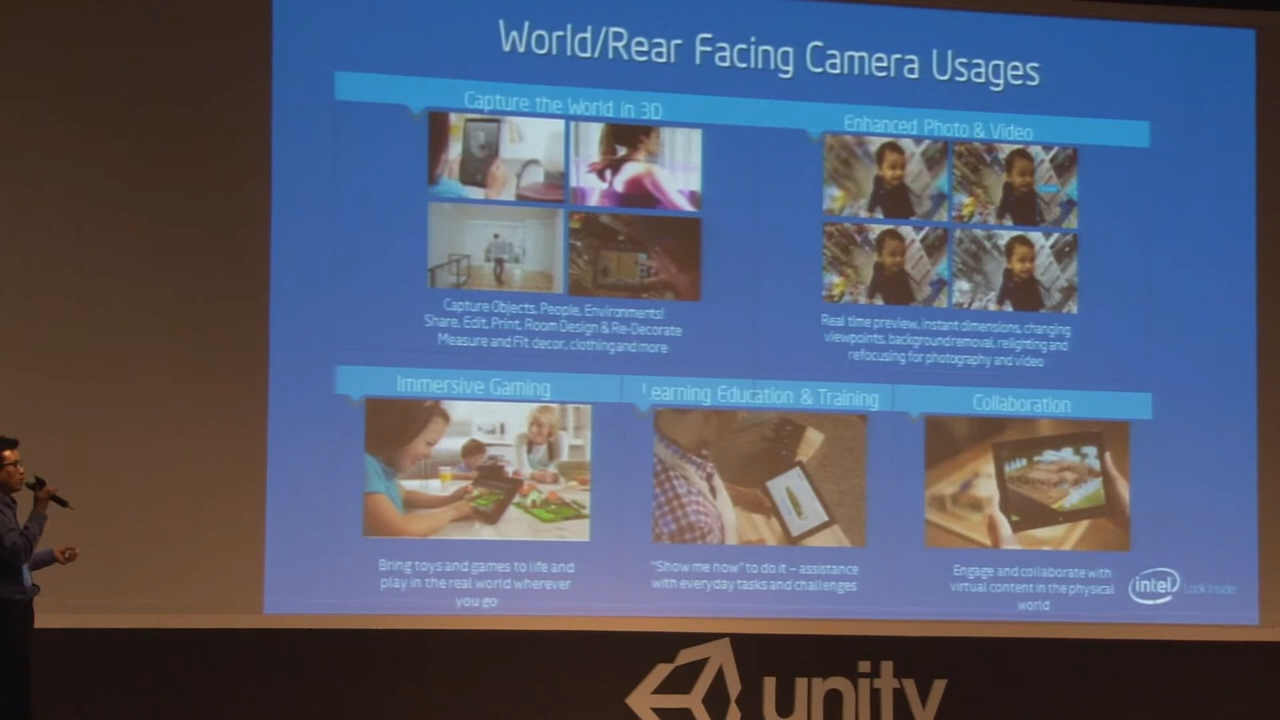 World/Rear Facing Camera Usages
Capture the World in 3D
Capture Objects, People, Environments!
Share, Edit, Print, Room Design & Re-Decorate
Measure and Fit decor, clothing and more
Enhanced Photo & Video
Real time preview, instant dimensions, changing
viewpoints, background removal, relighting and
refocusing for photography and video
Immersive Gaming
Bring toys and games to life and
play in the real world wherever
you go
Learning Education & Training
"Show me how" to do it – assistance
with everyday tasks and challenges
Collaboration
Engage and collaborate with
virtual content in the physical
world
intel Look Inside
unity